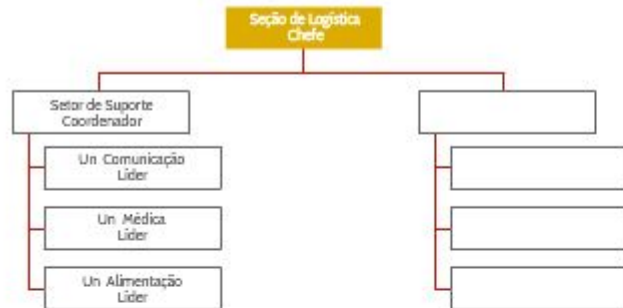 Seção de Logística
Chefe
Setor de Suporte
Coordenador
Un Comunicação
Líder
Un Médica
Líder
Un Alimentação
Líder